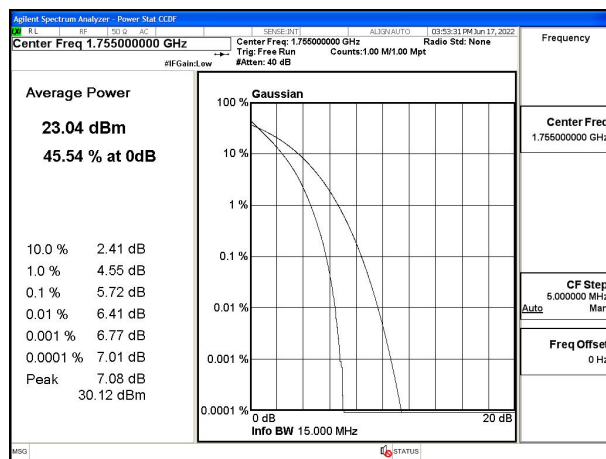 Agilent Spectrum Analyzer - Power Stat CCDF
RL RF 50 Ω AC SENSE:INT ALIGNAUTO 03:53:31 PM Jun 17, 2022
Center Freq 1.755000000 GHz
Center Freq: 1.755000000 GHz Radio Std: None
Trig: Free Run Counts:1.00 M/1.00 Mpt
#IFGain:Low #Atten: 40 dB
Frequency
Average Power
23.04 dBm
45.54 % at 0dB
10.0 % 2.41 dB
1.0 % 4.55 dB
0.1 % 5.72 dB
0.01 % 6.41 dB
0.001 % 6.77 dB
0.0001 % 7.01 dB
Peak 7.08 dB
30.12 dBm
Gaussian
100 %
10 %
1 %
0.1 %
0.01 %
0.001 %
0.0001 %
0 dB 20 dB
Info BW 15.000 MHz
Center Freq
1.755000000 GHz
CF Step
5.000000 MHz
Auto Man
Freq Offset
0 Hz
MSG STATUS